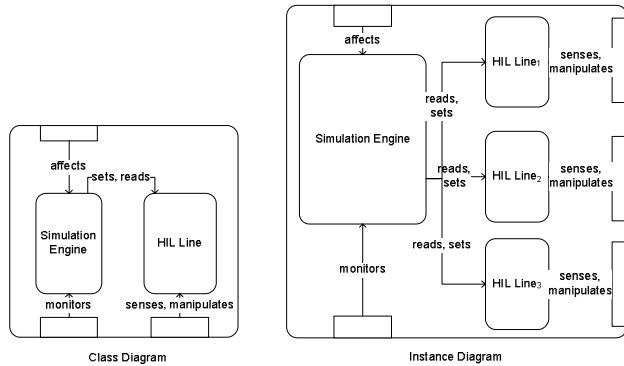 affects
sets, reads
Simulation
Engine
HIL Line
monitors
senses, manipulates
Class Diagram
affects
Simulation Engine
HIL Line1
senses,
manipulates
reads,
sets
reads,
sets
HIL Line2
senses,
manipulates
reads, sets
HIL Line3
senses,
manipulates
monitors
Instance Diagram